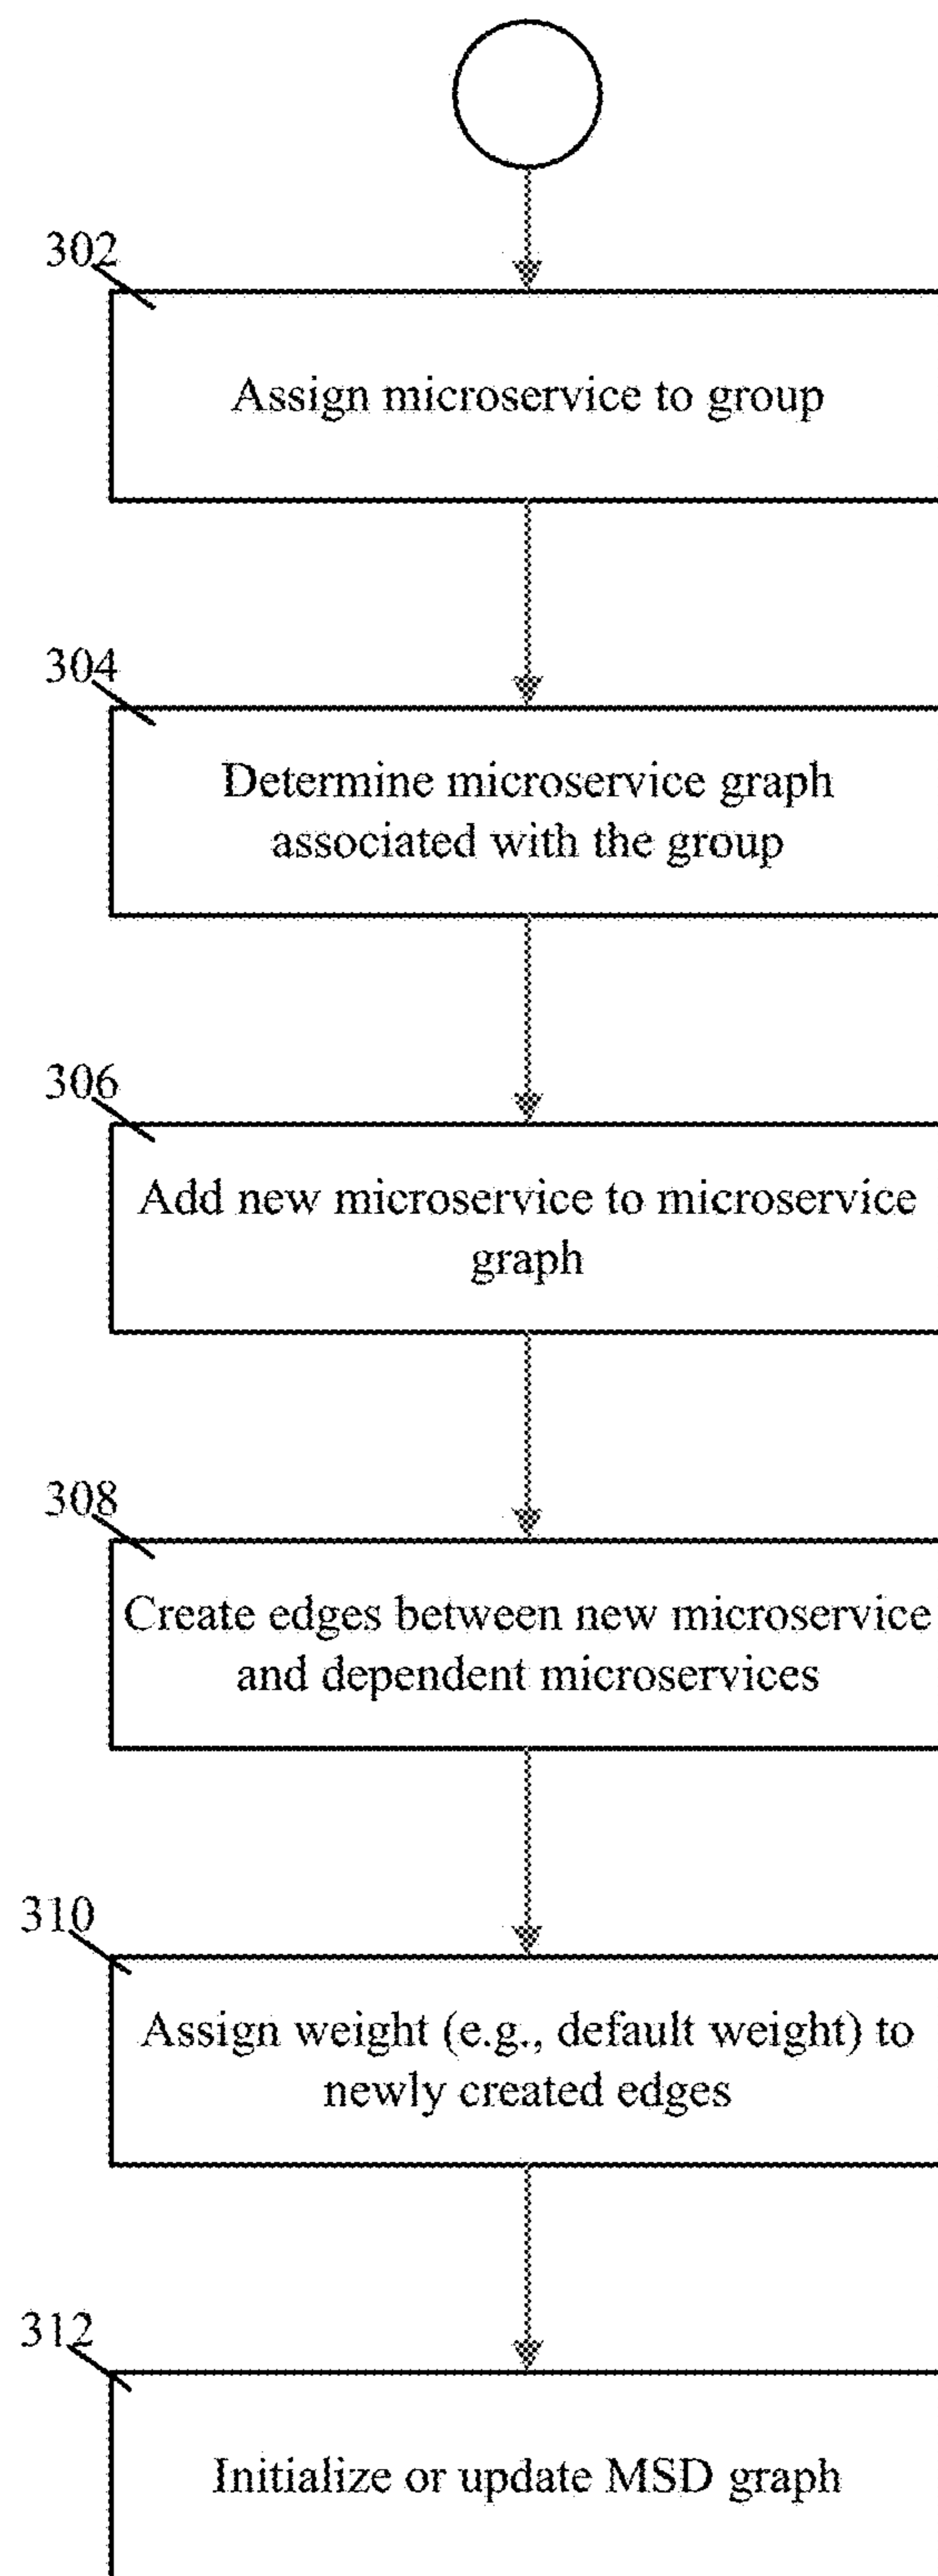 302
Assign microservice to group
304
Determine microservice graph
associated with the group
306
Add new microservice to microservice
graph
308
Create edges between new microservice
and dependent microservices
310
Assign weight (e.g., default weight) to
newly created edges
312
Initialize or update MSD graph